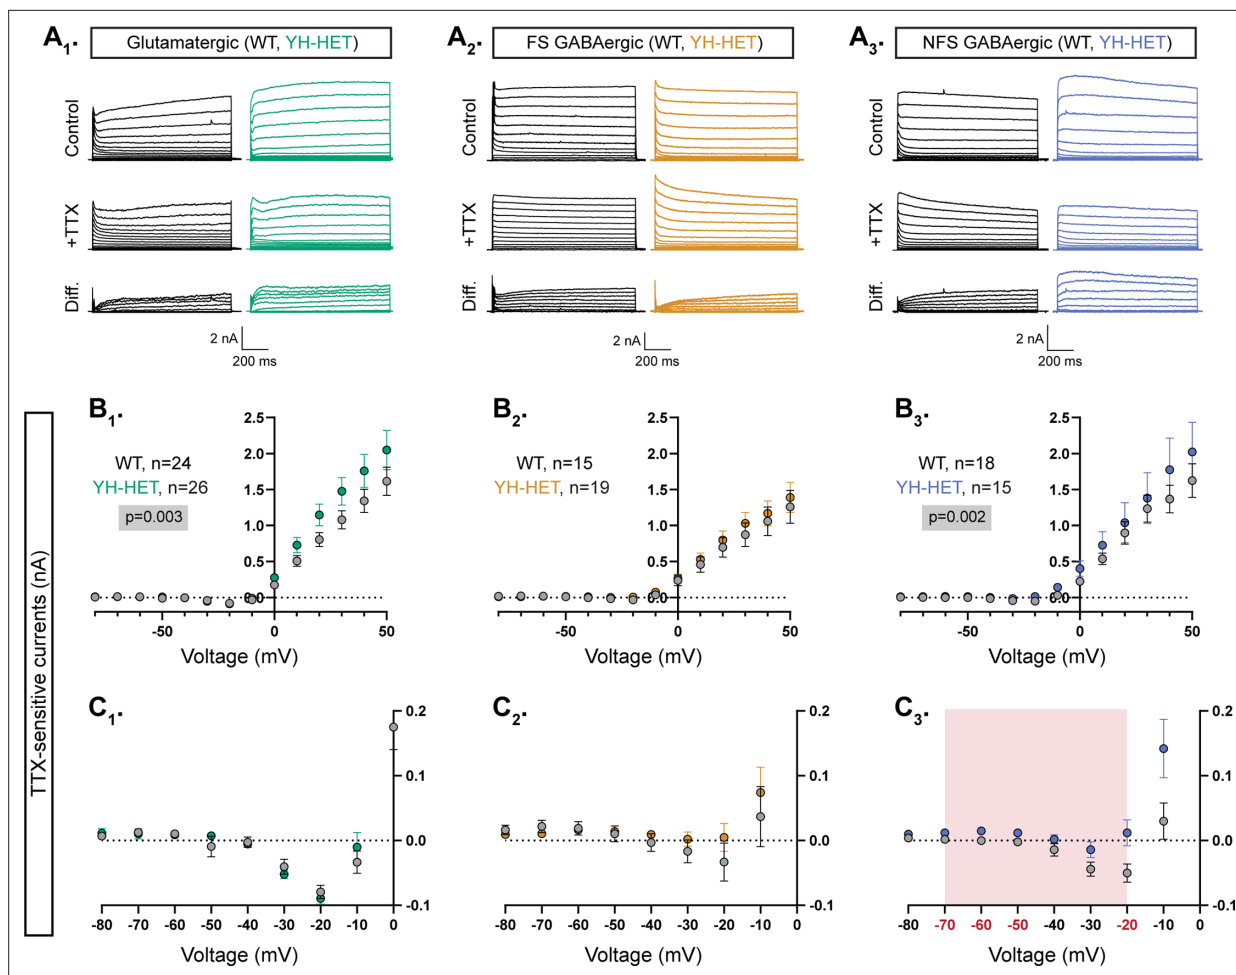 A1. Glutamatergic (WT, YH-HET)
A2. FS GABAergic (WT, YH-HET)
A3. NFS GABAergic (WT, YH-HET)
Control
+TTX
Diff.
2 nA
200 ms
Control
+TTX
Diff.
2 nA
200 ms
Control
+TTX
Diff.
2 nA
200 ms
TTX-sensitive currents (nA)
B1.
WT, n=24
YH-HET, n=26
p=0.003
2.5
2.0
1.5
1.0
0.5
0.0
-50 0 50
Voltage (mV)
B2.
WT, n=15
YH-HET, n=19
2.5
2.0
1.5
1.0
0.5
0.0
-50 0 50
Voltage (mV)
B3.
WT, n=18
YH-HET, n=15
p=0.002
2.5
2.0
1.5
1.0
0.5
0.0
-50 0 50
Voltage (mV)
C1.
0.2
0.1
0.0
-0.1
-80 -70 -60 -50 -40 -30 -20 -10 0
Voltage (mV)
C2.
0.2
0.1
0.0
-0.1
-80 -70 -60 -50 -40 -30 -20 -10 0
Voltage (mV)
C3.
0.2
0.1
0.0
-0.1
-80 -70 -60 -50 -40 -30 -20 -10 0
Voltage (mV)